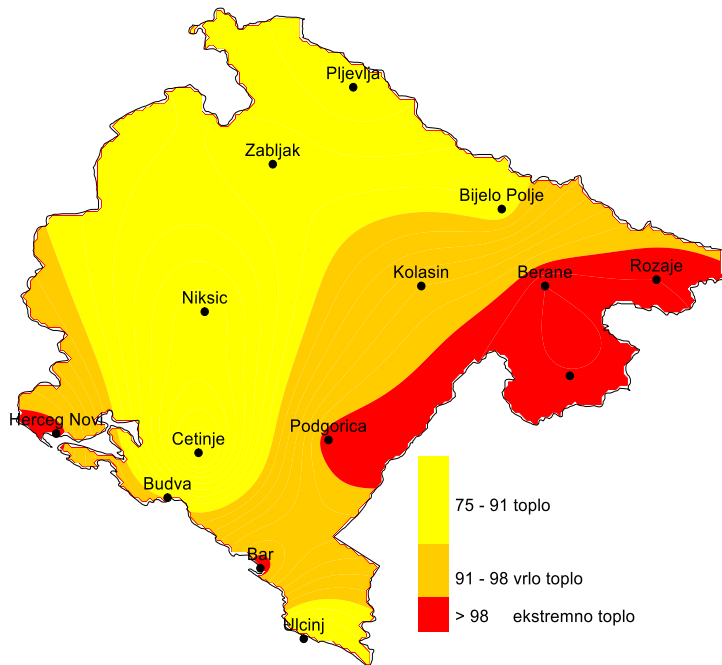 Pljevlja
Zabljak
Bijelo Polje
Kolasin
Berane
Rozaje
Niksic
Herceg Novi
Cetinje
Podgorica
Budva
Bar
Ulcinj
75 - 91 toplo
91 - 98 vrlo toplo
> 98 ekstremno toplo